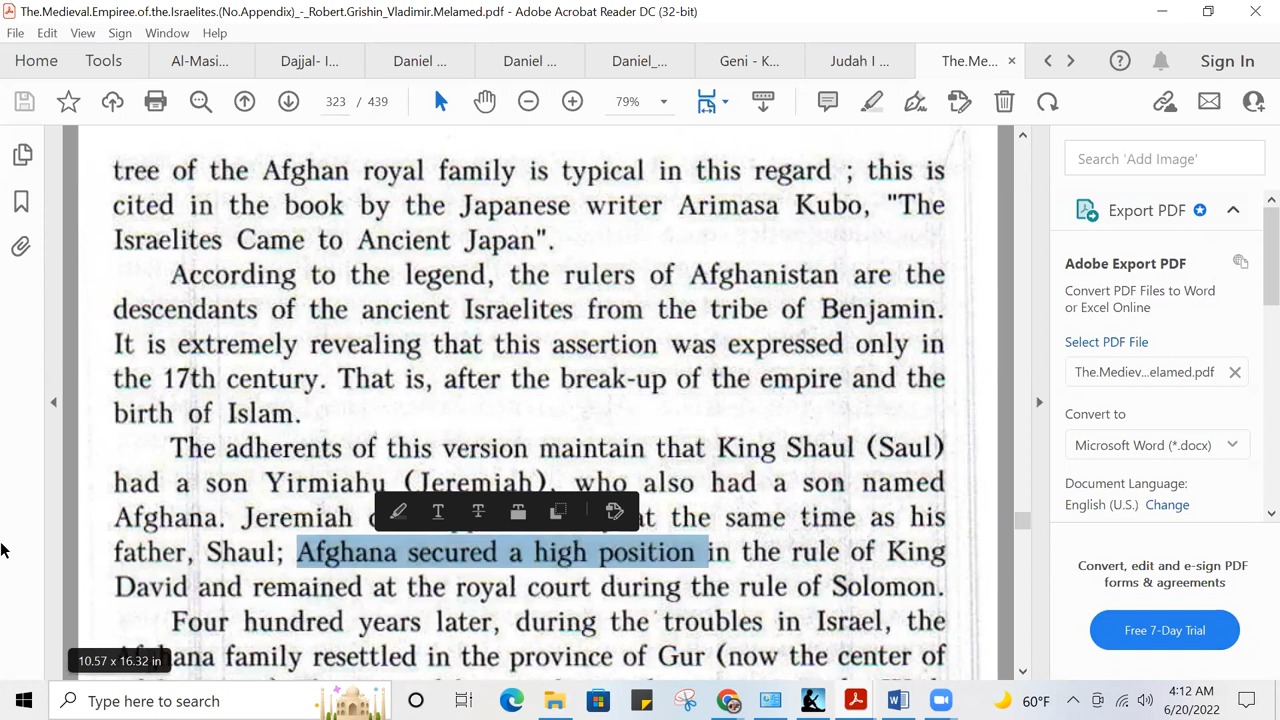 The.Medieval.Empiree.of.the.Israelites.(No.Appendix)_-_Robert.Grishin_Vladimir.Melamed.pdf - Adobe Acrobat Reader DC (32-bit)
File Edit View Sign Window Help
Home Tools Al-Masi... Dajjal- I... Daniel ... Daniel ... Daniel_... Geni - K... Judah I ... The.Me... Sign In
323 / 439 79%
tree of the Afghan royal family is typical in this regard ; this is
cited in the book by the Japanese writer Arimasa Kubo, "The
Israelites Came to Ancient Japan".
According to the legend, the rulers of Afghanistan are the
descendants of the ancient Israelites from the tribe of Benjamin.
It is extremely revealing that this assertion was expressed only in
the 17th century. That is, after the break-up of the empire and the
birth of Islam.
The adherents of this version maintain that King Shaul (Saul)
had a son Yirmiahu (Jeremiah), who also had a son named
Afghana. Jeremiah at the same time as his
father, Shaul; Afghana secured a high position in the rule of King
David and remained at the royal court during the rule of Solomon.
Four hundred years later, during the troubles in Israel, the
Afghana family resettled in the province of Gur (now the center of
10.57 x 16.32 in
Search 'Add Image'
Export PDF
Adobe Export PDF
Convert PDF Files to Word
or Excel Online
Select PDF File
The.Mediev...elamed.pdf
Convert to
Microsoft Word (*.docx)
Document Language:
English (U.S.) Change
Convert, edit and e-sign PDF
forms & agreements
Free 7-Day Trial
Type here to search
60°F
4:12 AM
6/20/2022